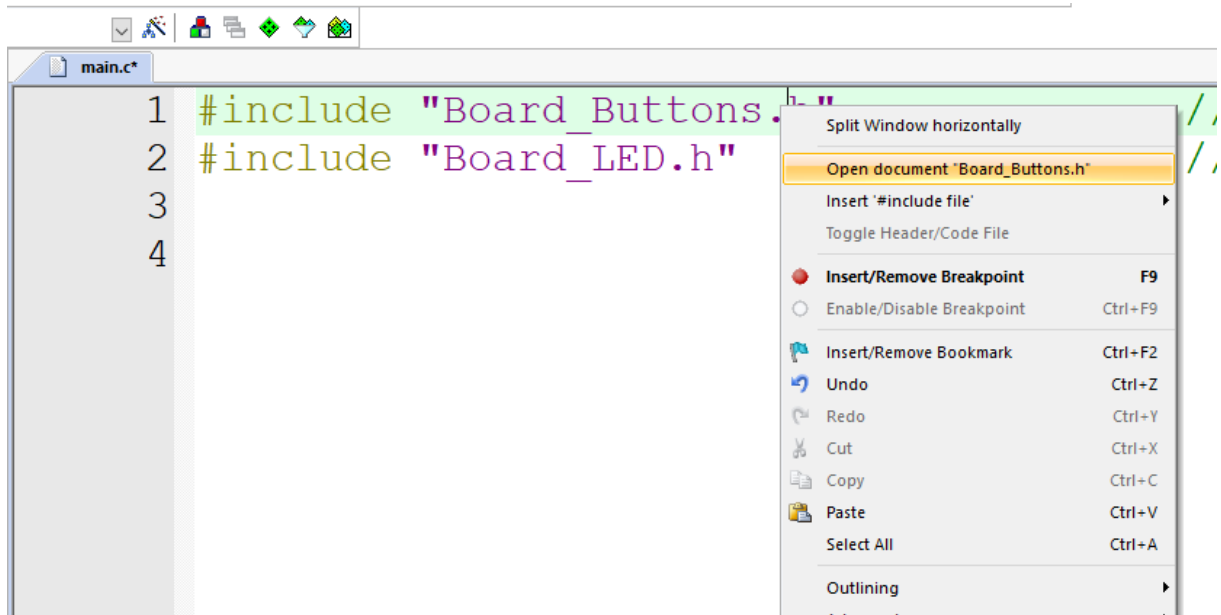 main.c*
1 #include "Board_Buttons.h" //
2 #include "Board_LED.h" //
3
4
Split Window horizontally
Open document "Board_Buttons.h"
Insert '#include file'
Toggle Header/Code File
Insert/Remove Breakpoint F9
Enable/Disable Breakpoint Ctrl+F9
Insert/Remove Bookmark Ctrl+F2
Undo Ctrl+Z
Redo Ctrl+Y
Cut Ctrl+X
Copy Ctrl+C
Paste Ctrl+V
Select All Ctrl+A
Outlining